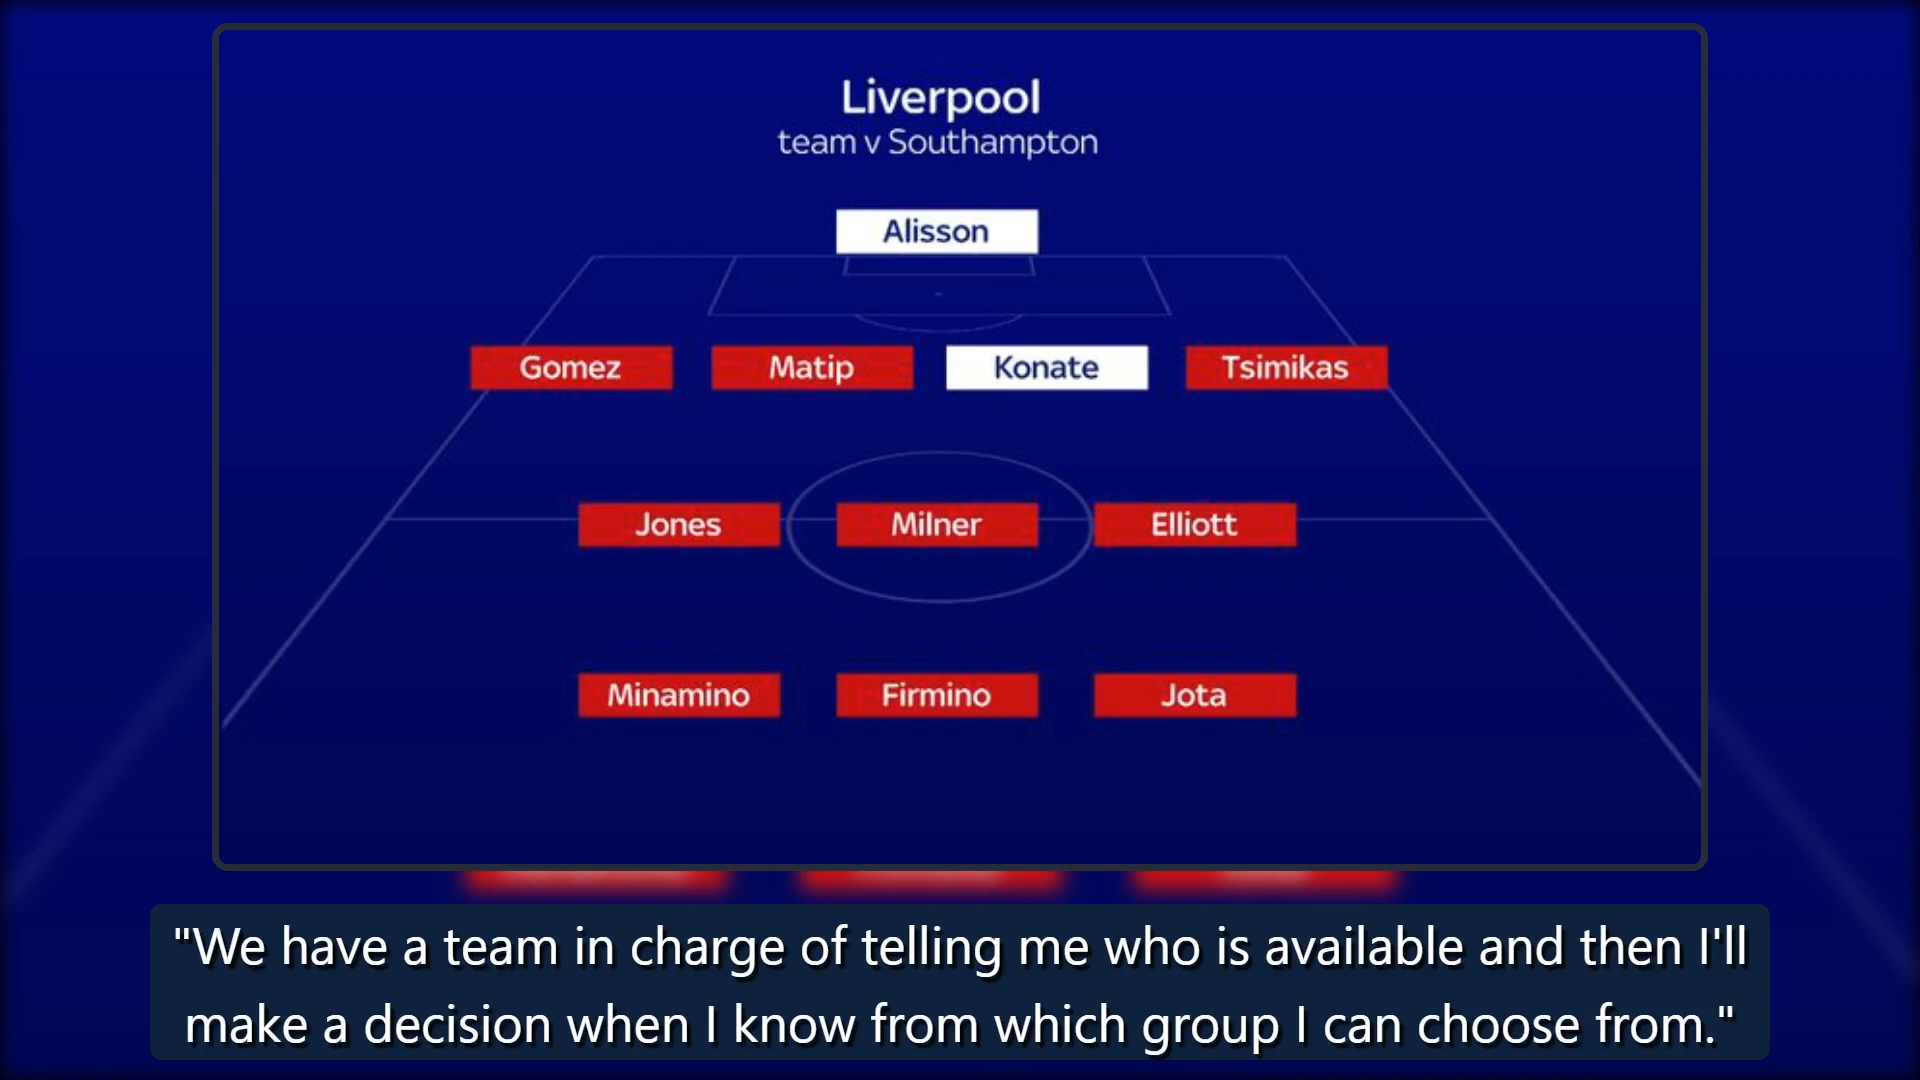 Liverpool
team v Southampton
Alisson
Gomez Matip Konate Tsimikas
Jones Milner Elliott
Minamino Firmino Jota
"We have a team in charge of telling me who is available and then I'll
make a decision when I know from which group I can choose from."